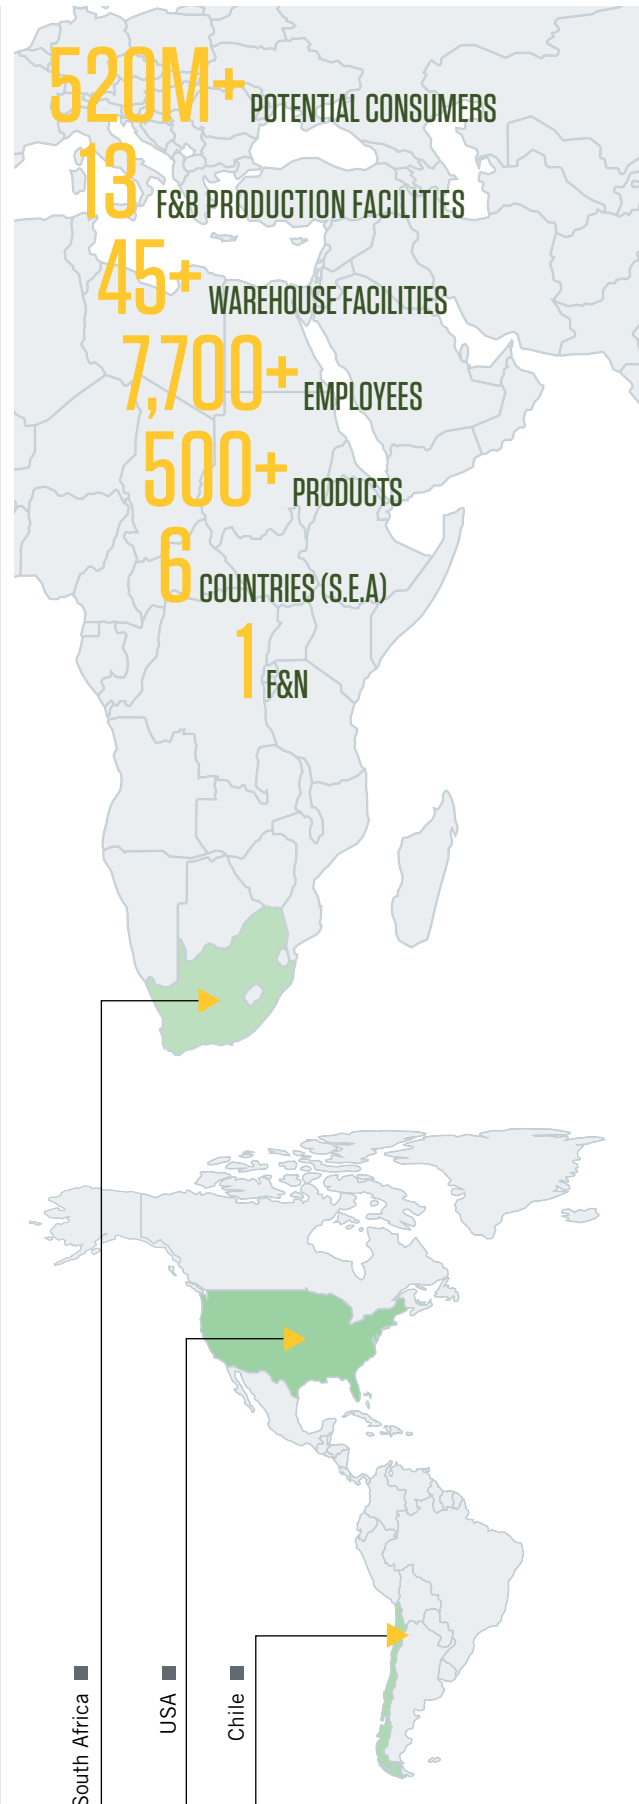 520M+ POTENTIAL CONSUMERS
13 F&B PRODUCTION FACILITIES
45+ WAREHOUSE FACILITIES
7,700+ EMPLOYEES
500+ PRODUCTS
6 COUNTRIES (S.E.A)
1 F&N
South Africa
USA
Chile